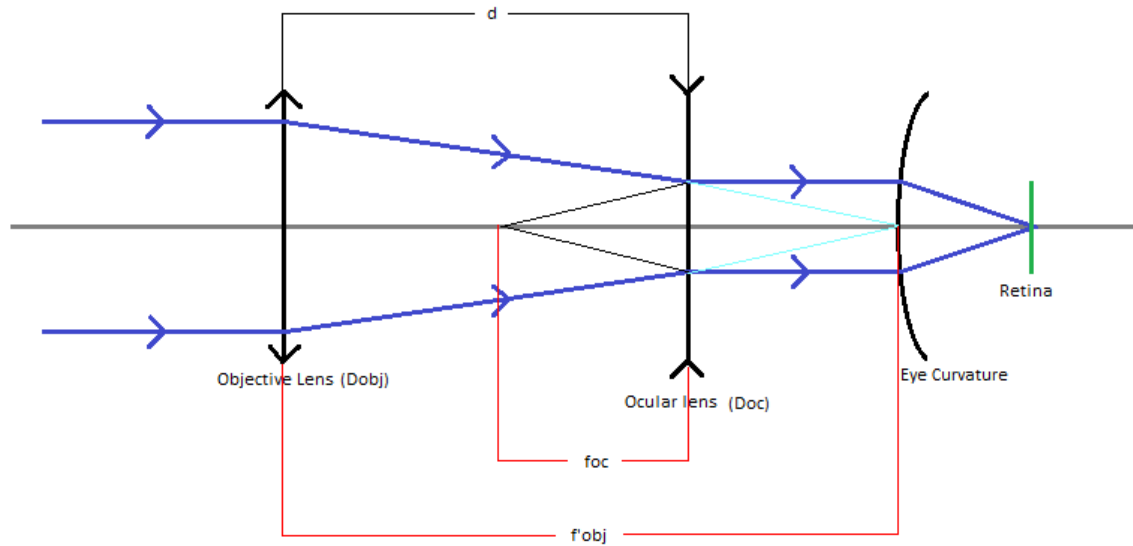 d
Objective Lens (Dobj)
Ocular lens (Doc)
Eye Curvature
Retina
foc
f'obj